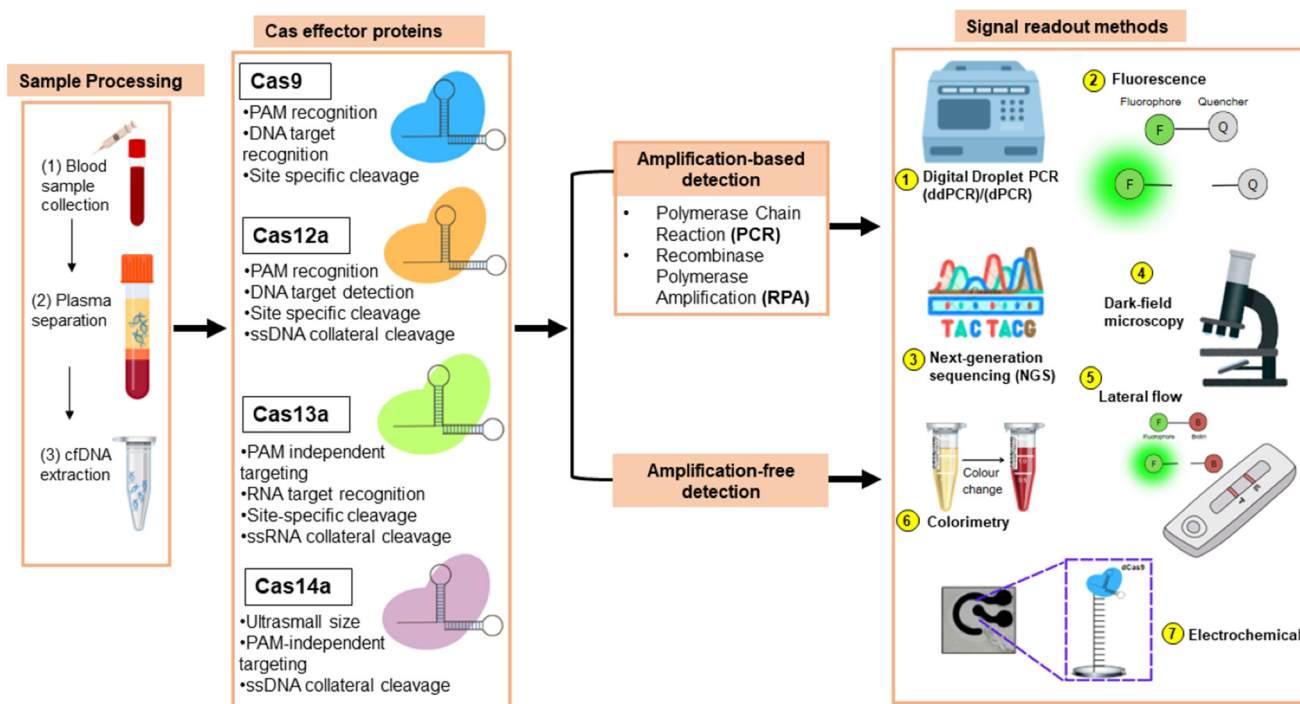 Sample Processing
(1) Blood
sample
collection
(2) Plasma
separation
(3) cfDNA
extraction
Cas effector proteins
Cas9
•PAM recognition
•DNA target
recognition
•Site specific cleavage
Cas12a
•PAM recognition
•DNA target detection
•Site specific cleavage
•ssDNA collateral cleavage
Cas13a
•PAM independent
targeting
•RNA target recognition
•Site-specific cleavage
•ssRNA collateral cleavage
Cas14a
•Ultrasmall size
•PAM-independent
targeting
•ssDNA collateral cleavage
Amplification-based
detection
• Polymerase Chain
Reaction (PCR)
• Recombinase
Polymerase
Amplification (RPA)
Amplification-free
detection
Signal readout methods
1 Digital Droplet PCR
(ddPCR)/(dPCR)
2 Fluorescence
Fluorophore Quencher
F Q
F Q
TAC TACG
3 Next-generation
sequencing (NGS)
4
Dark-field
microscopy
5
Lateral flow
F B
Fluorophore Biotin
F B
Colour
change
6 Colorimetry
dCas9
7 Electrochemical